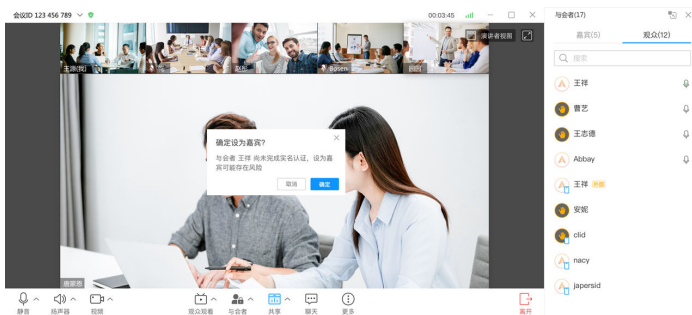 会议ID 123 456 789
00:03:45
演讲者视图
王源(我)
赵彤
Bosen
确定设为嘉宾?
与会者 王祥 尚未完成实名认证，设为嘉
宾可能存在风险
取消
确定
静音
扬声器
视频
观众观看
与会者
共享
聊天
更多
离开
与会者(17)
嘉宾(5)
观众(12)
搜索
王祥
曹艺
王志德
Abbay
王祥
安妮
clid
nacy
japersid